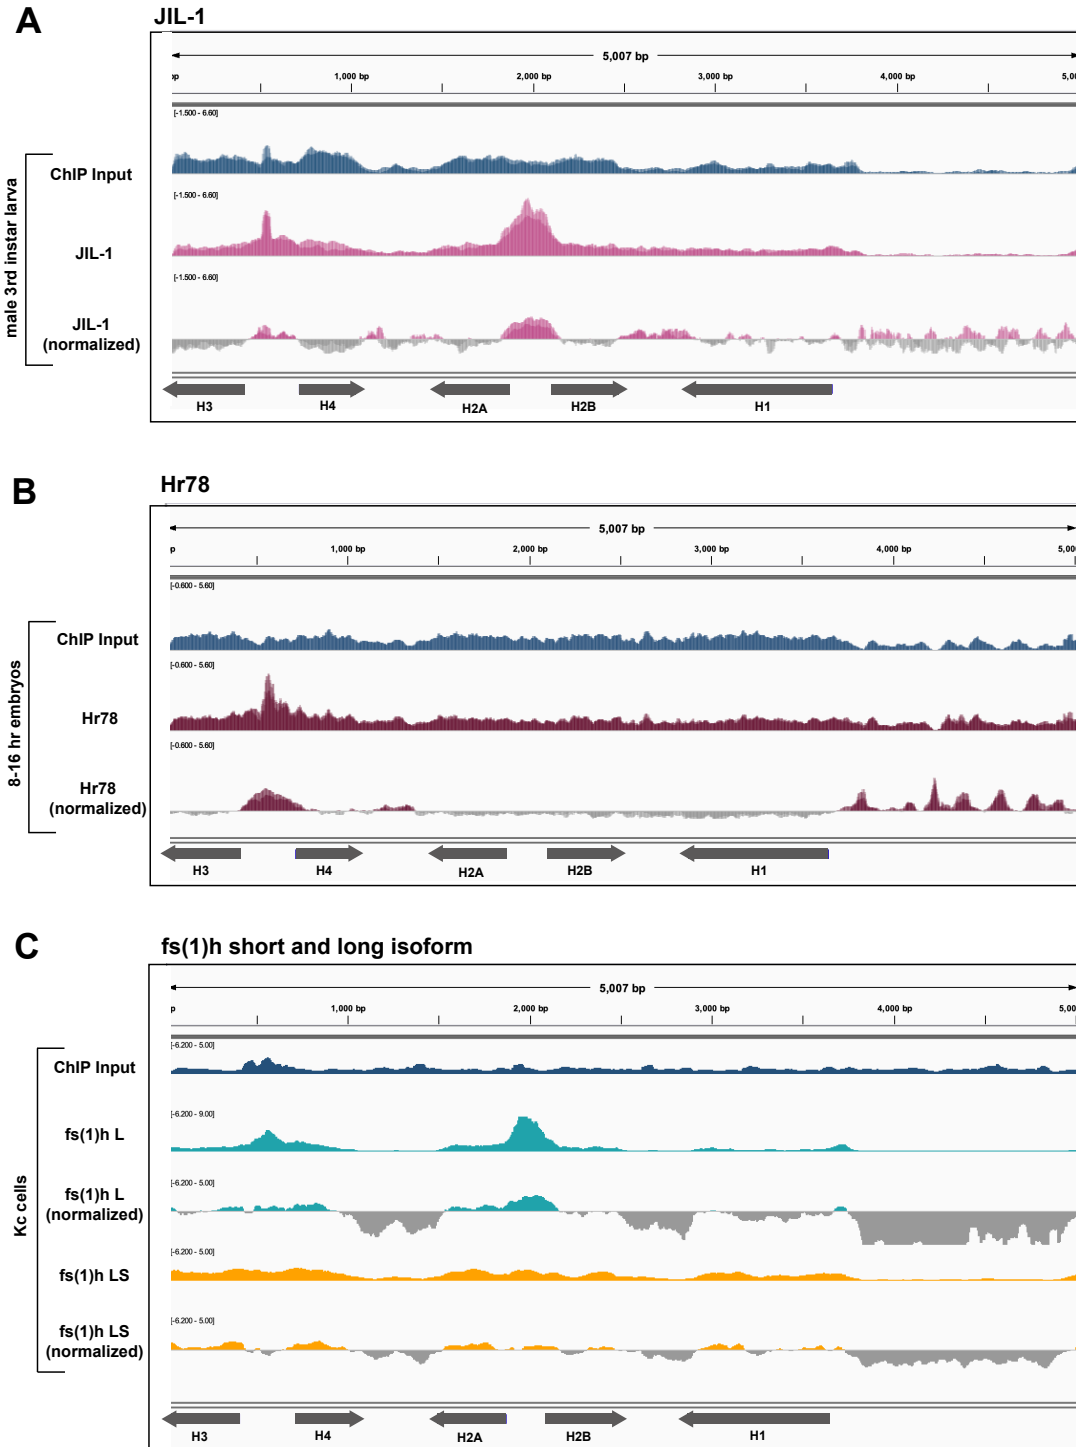 A
JIL-1
5,007 bp
bp 1,000 bp 2,000 bp 3,000 bp 4,000 bp 5,00
[-1.500 - 6.60]
ChIP Input
[-1.500 - 6.60]
JIL-1
[-1.500 - 6.60]
JIL-1
(normalized)
male 3rd instar larva
H3 H4 H2A H2B H1
B
Hr78
5,007 bp
p 1,000 bp 2,000 bp 3,000 bp 4,000 bp 5,00
[-0.600 - 5.60]
ChIP Input
[-0.600 - 5.60]
Hr78
[-0.600 - 5.60]
Hr78
(normalized)
8-16 hr embryos
H3 H4 H2A H2B H1
C
fs(1)h short and long isoform
5,007 bp
p 1,000 bp 2,000 bp 3,000 bp 4,000 bp 5,00
[-6.200 - 5.00]
ChIP Input
[-6.200 - 9.00]
fs(1)h L
[-6.200 - 5.00]
fs(1)h L
(normalized)
[-6.200 - 5.00]
fs(1)h LS
[-6.200 - 5.00]
fs(1)h LS
(normalized)
Kc cells
H3 H4 H2A H2B H1